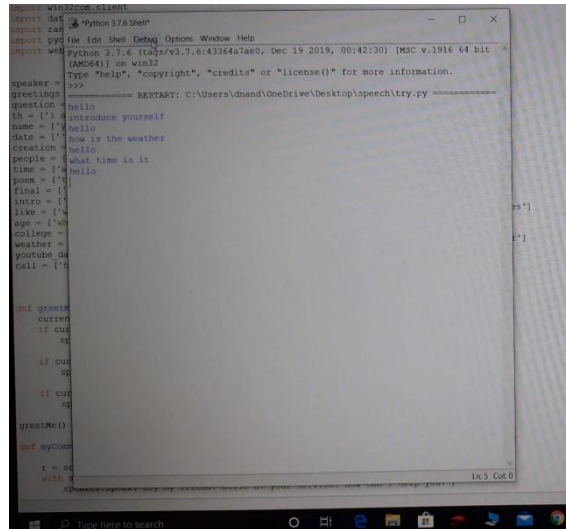 import win32com.client
import dat
import ran
import pyc
import web
*Python 3.7.6 Shell*
File Edit Shell Debug Options Window Help
Python 3.7.6 (tags/v3.7.6:43364a7ae0, Dec 19 2019, 00:42:30) [MSC v.1916 64 bit
(AMD64)] on win32
Type "help", "copyright", "credits" or "license()" for more information.
>>>
=========== RESTART: C:\Users\dnand\OneDrive\Desktop\speech\try.py ===========
hello
introduce yourself
hello
how is the weather
hello
what time is it
hello
Ln: 5 Col: 0
speaker =
greetings
question =
th = ['i a
name = ['y
date = ['
creation =
people = [
time = ['w
poem = ['t
final = ['
intro = ['
like = ['w
es']
age = ['wh
college =
weather =
youtube_da
call = ['h
def greetM
curren
if cur
sp
if cur
sp
if cur
sp
greetMe()
def myComm
r = sr
with s
Type here to search